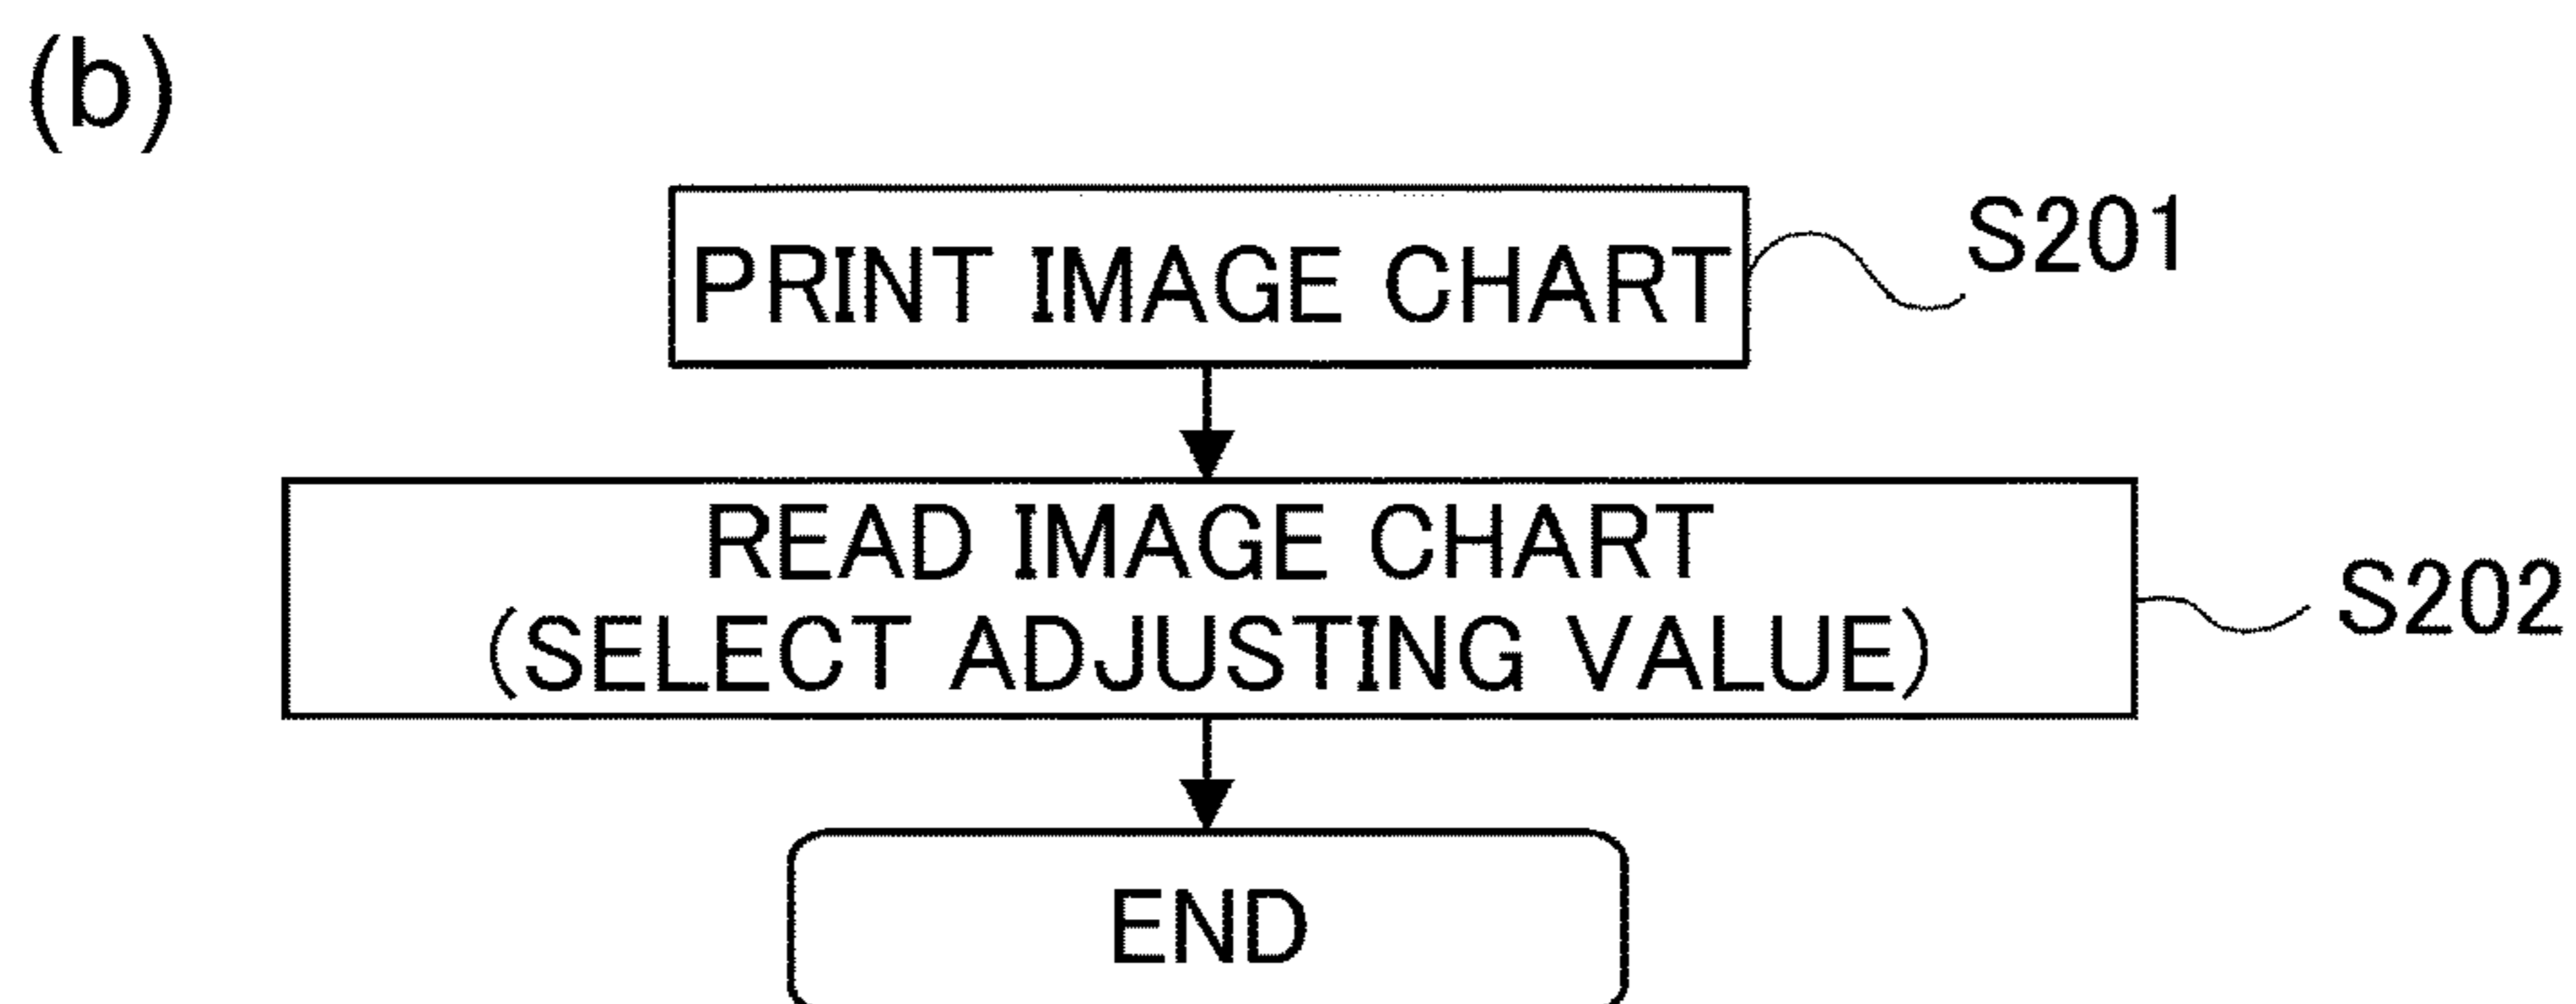 (b)
PRINT IMAGE CHART
S201
READ IMAGE CHART
(SELECT ADJUSTING VALUE)
S202
END